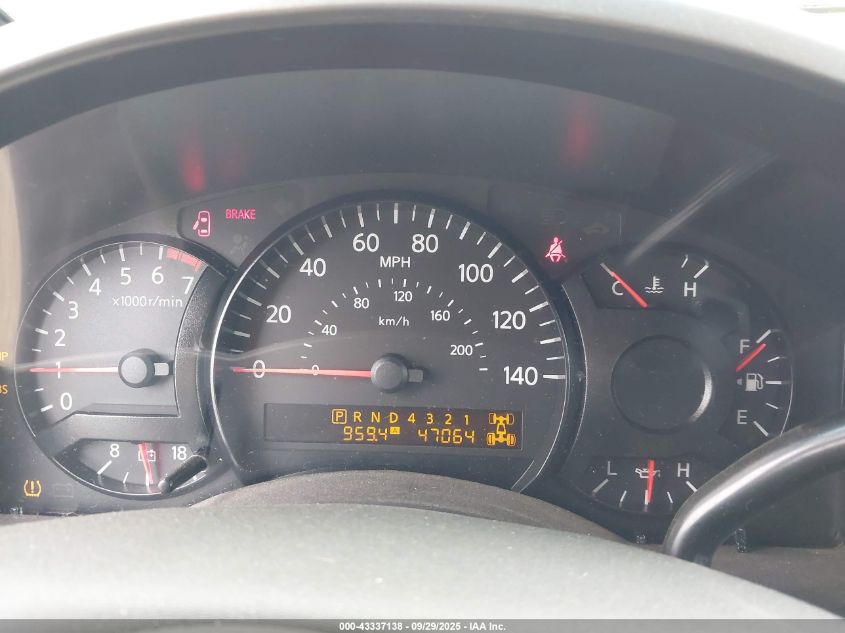 BRAKE
60 80
40 MPH 100
20 120
0 140
80 120 160
40 km/h 200
0
5 6
4 7
3 x1000r/min
2
1
0
8 18
P R N D 4 3 2 1
959.4 A 47064
C H
F
E
L H
BS
000-43337138 - 09/29/2025 - IAA Inc.